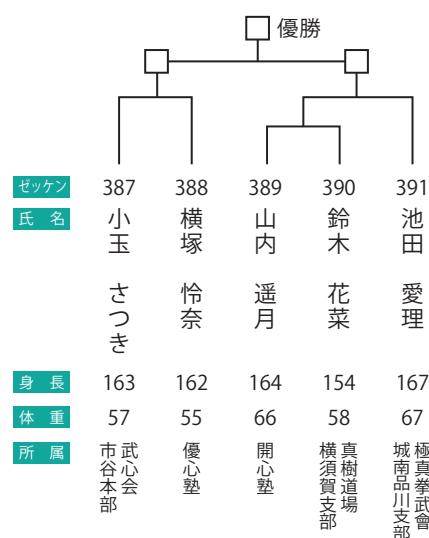 優勝
ゼッケン 387 388 389 390 391
氏 名 小玉 さつき 横塚 怜奈 山内 遥月 鈴木 花菜 池田 愛理
身 長 163 162 164 154 167
体 重 57 55 66 58 67
所 属 武心会 市谷本部 優心塾 開心塾 真樹道場 横須賀支部 極真拳武會 城南品川支部